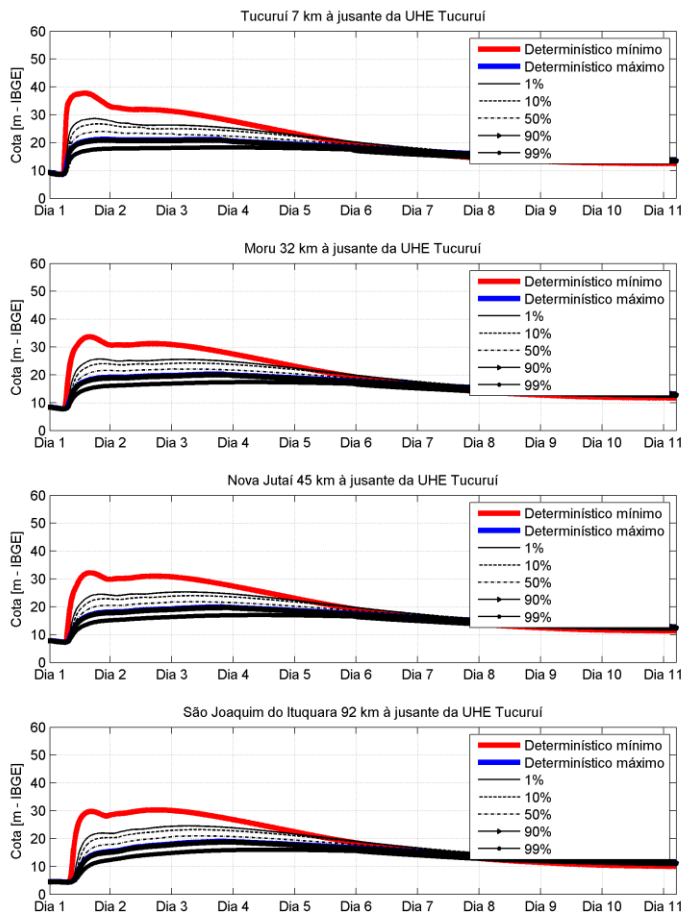 Tucuruí 7 km à jusante da UHE Tucuruí
Cota [m - IBGE]
60
50
40
30
20
10
0
Determinístico mínimo
Determinístico máximo
1%
10%
50%
90%
99%
Dia 1 Dia 2 Dia 3 Dia 4 Dia 5 Dia 6 Dia 7 Dia 8 Dia 9 Dia 10 Dia 11
Moru 32 km à jusante da UHE Tucuruí
Cota [m - IBGE]
60
50
40
30
20
10
0
Determinístico mínimo
Determinístico máximo
1%
10%
50%
90%
99%
Dia 1 Dia 2 Dia 3 Dia 4 Dia 5 Dia 6 Dia 7 Dia 8 Dia 9 Dia 10 Dia 11
Nova Jutaí 45 km à jusante da UHE Tucuruí
Cota [m - IBGE]
60
50
40
30
20
10
0
Determinístico mínimo
Determinístico máximo
1%
10%
50%
90%
99%
Dia 1 Dia 2 Dia 3 Dia 4 Dia 5 Dia 6 Dia 7 Dia 8 Dia 9 Dia 10 Dia 11
São Joaquim do Ituquara 92 km à jusante da UHE Tucuruí
Cota [m - IBGE]
60
50
40
30
20
10
0
Determinístico mínimo
Determinístico máximo
1%
10%
50%
90%
99%
Dia 1 Dia 2 Dia 3 Dia 4 Dia 5 Dia 6 Dia 7 Dia 8 Dia 9 Dia 10 Dia 11